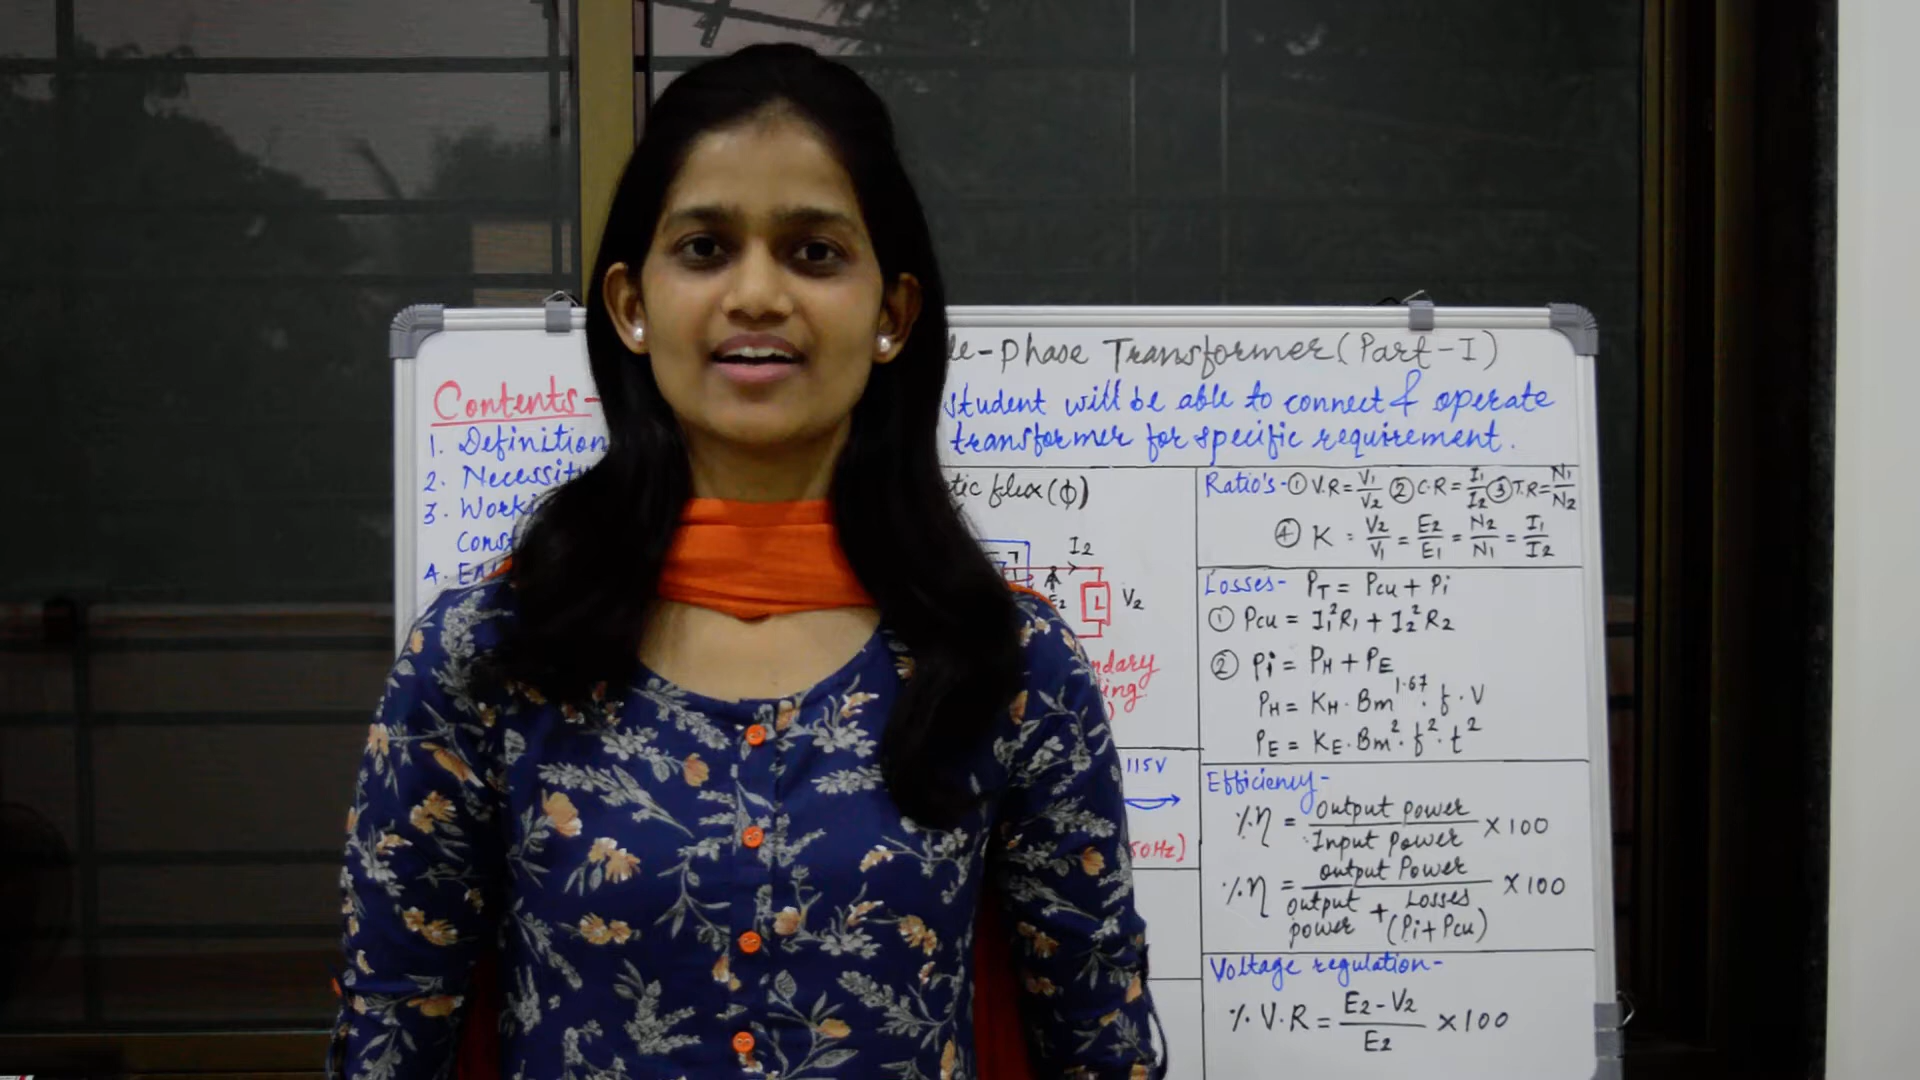 le-Phase Transformer (Part-I)
Contents-
1. Definition
2. Necessity
3. Worki
Const
4.
student will be able to connect & operate
transformer for specific requirement.
tic flux (ϕ)
I2
E2
L
V2
ndary
ing
)
115V
50Hz)
Ratio's- ① V.R = V1/V2 ② C.R = I1/I2 ③ T.R = N1/N2
④ K = V2/V1 = E2/E1 = N2/N1 = I1/I2
Losses- PT = Pcu + Pi
① Pcu = I1²R1 + I2²R2
② Pi = PH + PE
PH = KH . Bm^1.67 . f . V
PE = KE . Bm² . f² . t²
Efficiency-
%η = Output power / Input power × 100
%η = output Power / output power + Losses (Pi + Pcu) × 100
Voltage regulation-
% V.R = E2 - V2 / E2 × 100